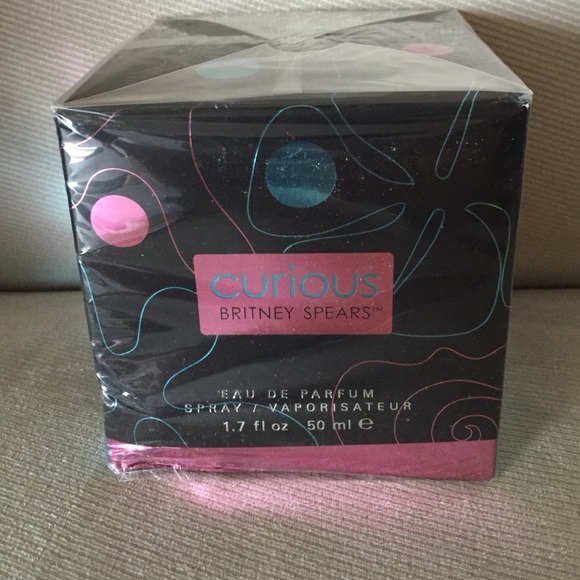 curious
BRITNEY SPEARS™
EAU DE PARFUM
SPRAY / VAPORISATEUR
1.7 fl oz 50 ml ℮